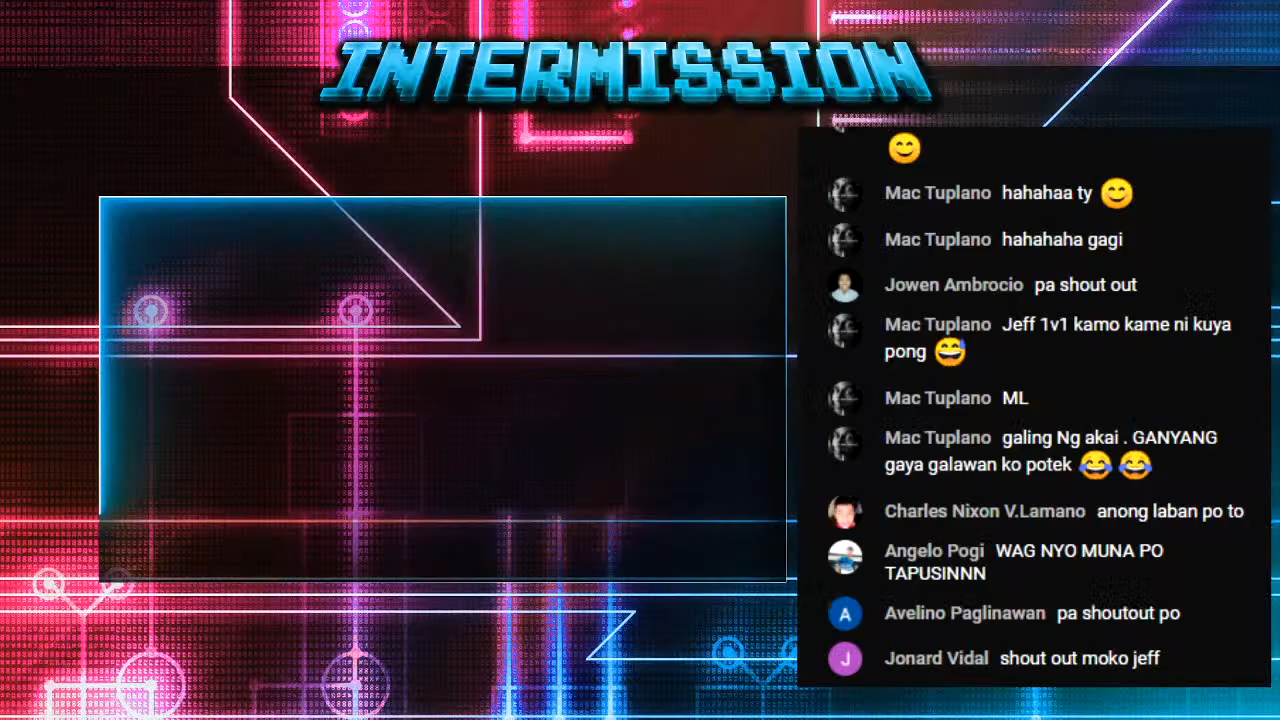 INTERMISSION
😊
Mac Tuplano hahahaa ty 😊
Mac Tuplano hahahaha gagi
Jowen Ambrocio pa shout out
Mac Tuplano Jeff 1v1 kamo kame ni kuya
pong 😅
Mac Tuplano ML
Mac Tuplano galing Ng akai . GANYANG
gaya galawan ko potek 😂 😂
Charles Nixon V.Lamano anong laban po to
Angelo Pogi WAG NYO MUNA PO
TAPUSINNN
A Avelino Paglinawan pa shoutout po
J Jonard Vidal shout out moko jeff